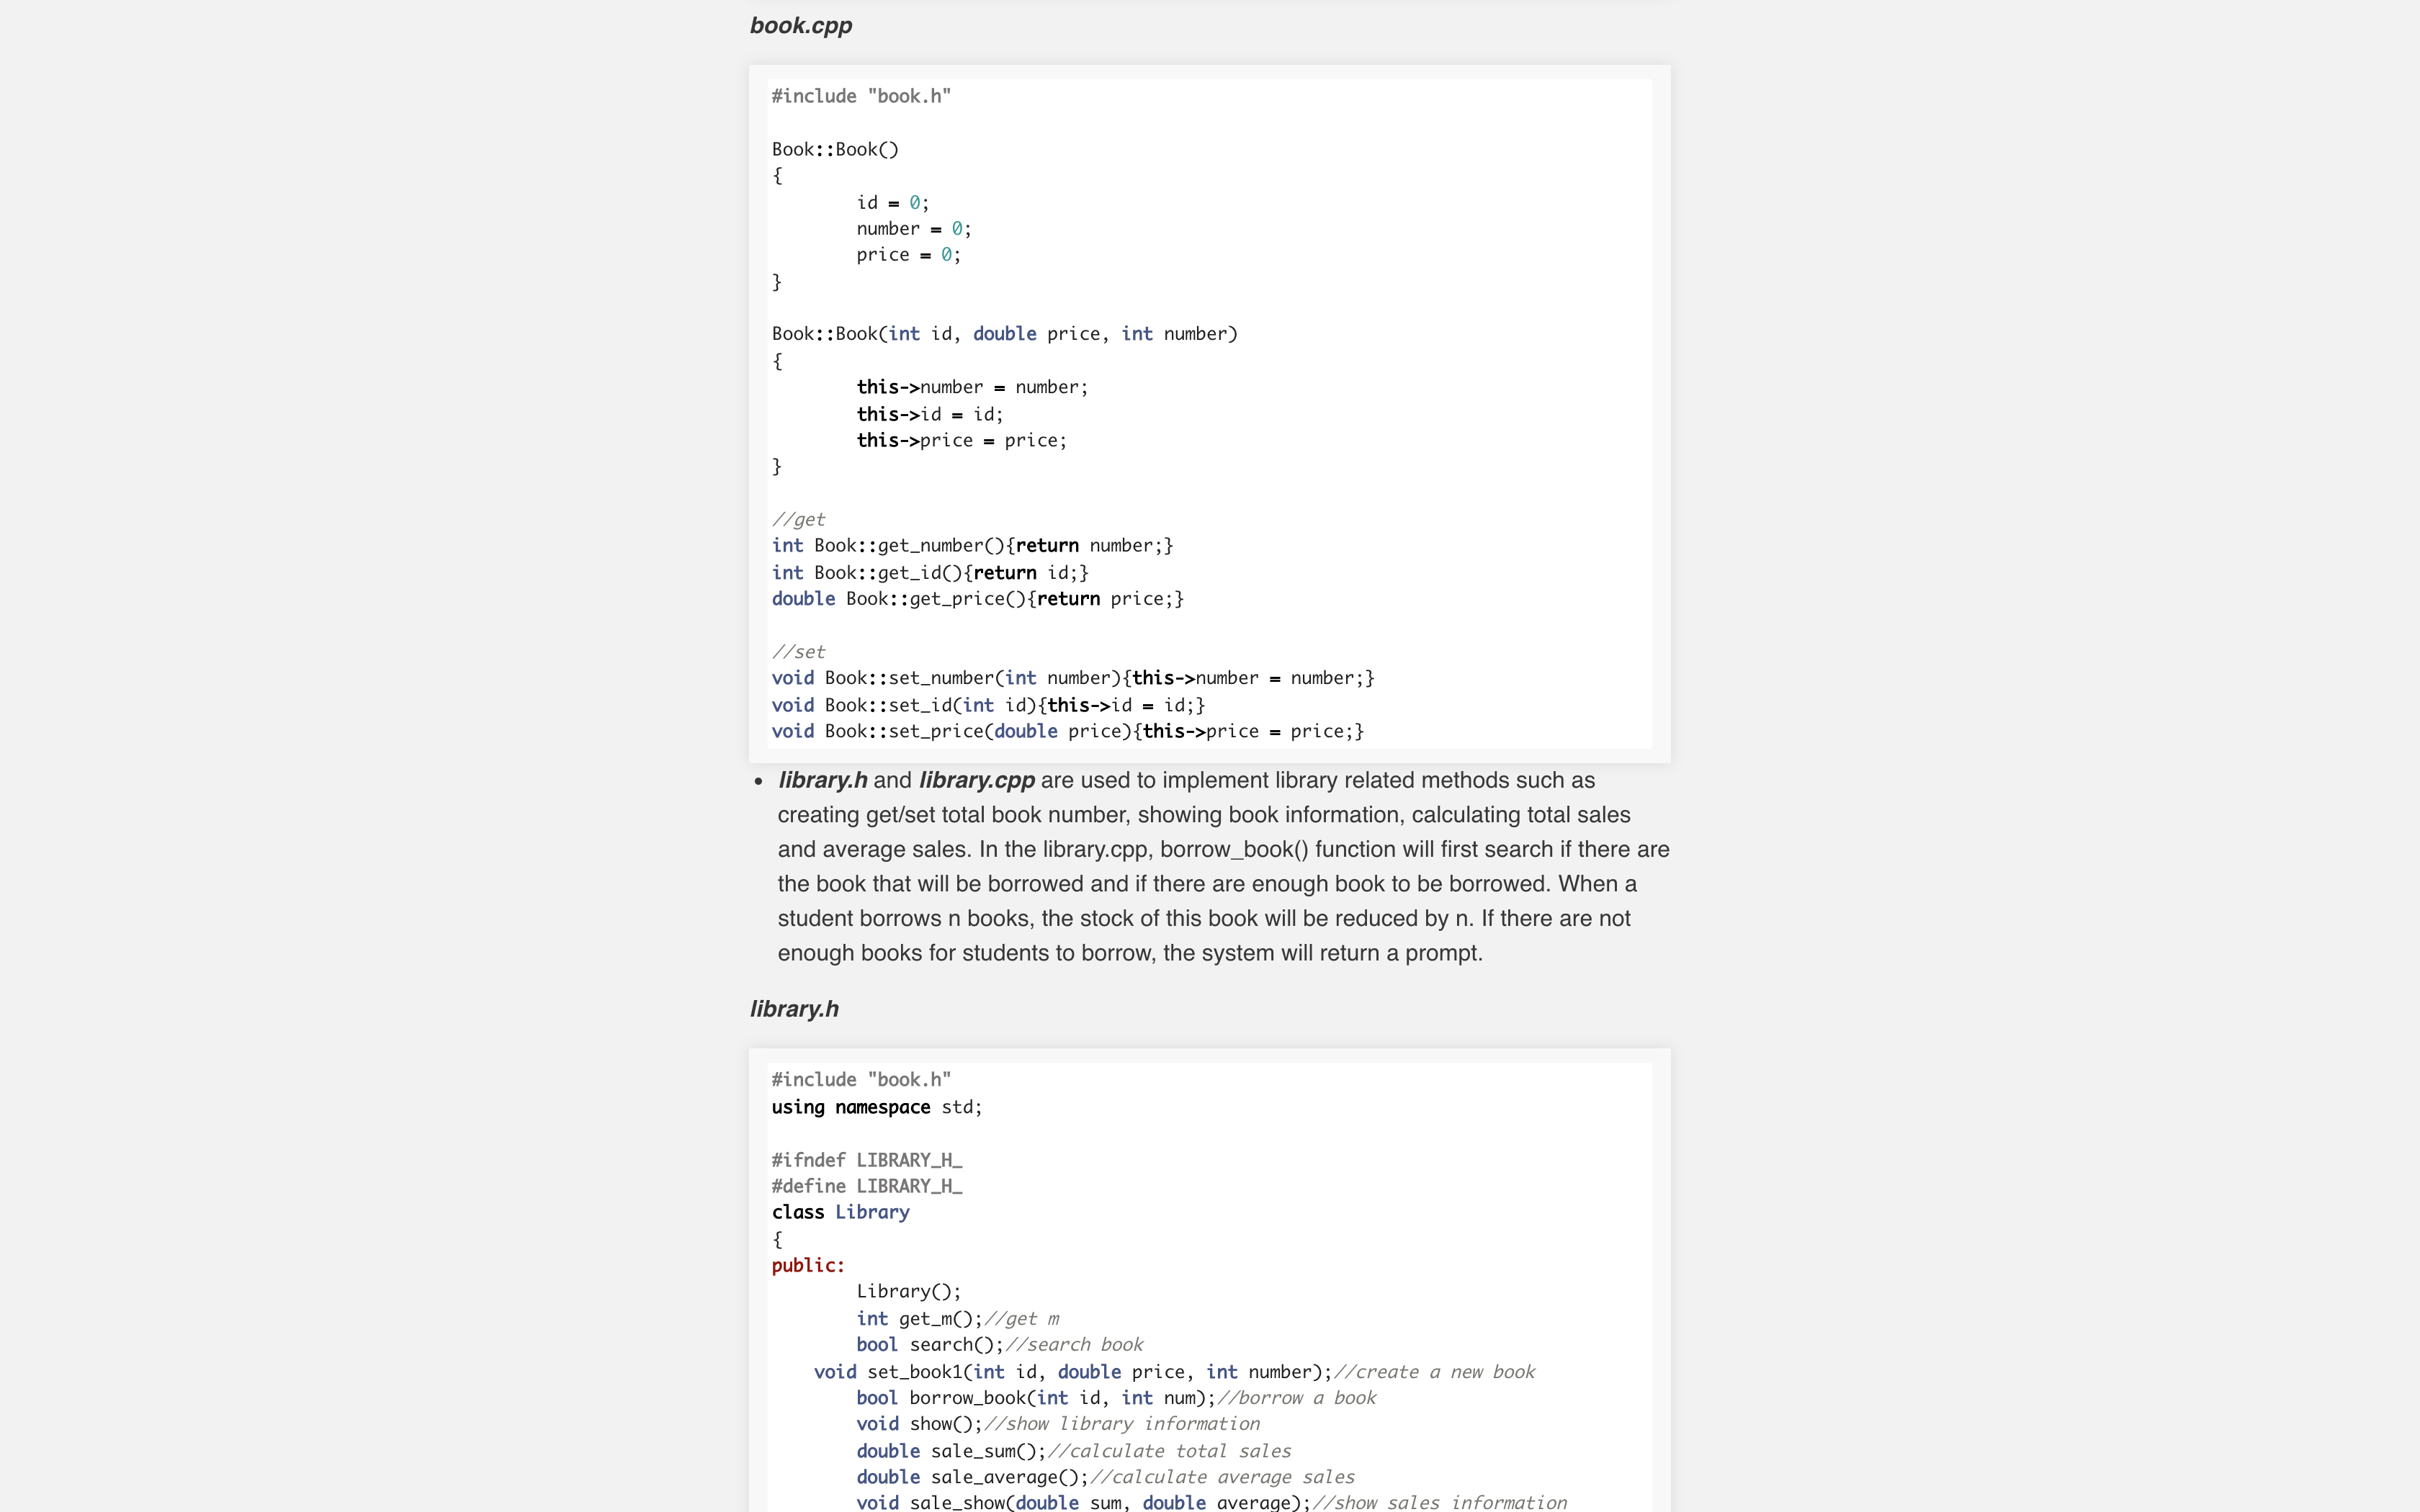 book.cpp
#include "book.h"
Book::Book()
{
id = 0;
number = 0;
price = 0;
}
Book::Book(int id, double price, int number)
{
this->number = number;
this->id = id;
this->price = price;
}
//get
int Book::get_number(){return number;}
int Book::get_id(){return id;}
double Book::get_price(){return price;}
//set
void Book::set_number(int number){this->number = number;}
void Book::set_id(int id){this->id = id;}
void Book::set_price(double price){this->price = price;}
• library.h and library.cpp are used to implement library related methods such as
creating get/set total book number, showing book information, calculating total sales
and average sales. In the library.cpp, borrow_book() function will first search if there are
the book that will be borrowed and if there are enough book to be borrowed. When a
student borrows n books, the stock of this book will be reduced by n. If there are not
enough books for students to borrow, the system will return a prompt.
library.h
#include "book.h"
using namespace std;
#ifndef LIBRARY_H_
#define LIBRARY_H_
class Library
{
public:
Library();
int get_m();//get m
bool search();//search book
void set_book1(int id, double price, int number);//create a new book
bool borrow_book(int id, int num);//borrow a book
void show();//show library information
double sale_sum();//calculate total sales
double sale_average();//calculate average sales
void sale_show(double sum, double average);//show sales information